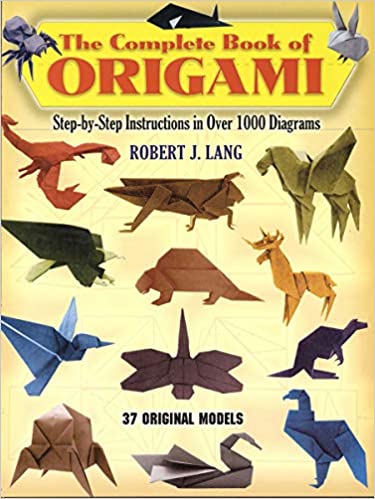 The Complete Book of
ORIGAMI
Step-by-Step Instructions in Over 1000 Diagrams
ROBERT J. LANG
37 ORIGINAL MODELS